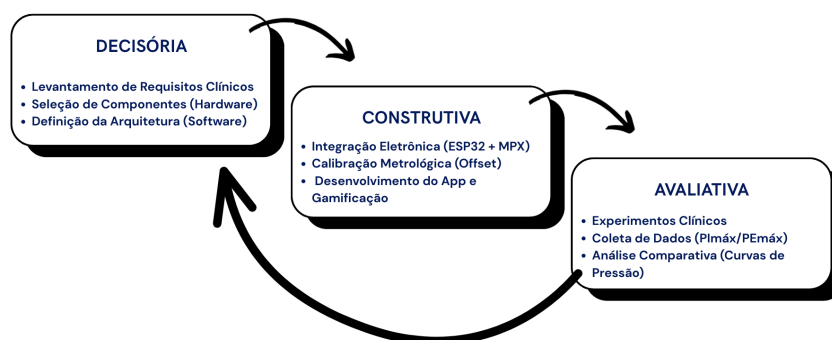 DECISÓRIA
• Levantamento de Requisitos Clínicos
• Seleção de Componentes (Hardware)
• Definição da Arquitetura (Software)
CONSTRUTIVA
• Integração Eletrônica (ESP32 + MPX)
• Calibração Metrológica (Offset)
• Desenvolvimento do App e
Gamificação
AVALIATIVA
• Experimentos Clínicos
• Coleta de Dados (PImáx/PEmáx)
• Análise Comparativa (Curvas de
Pressão)